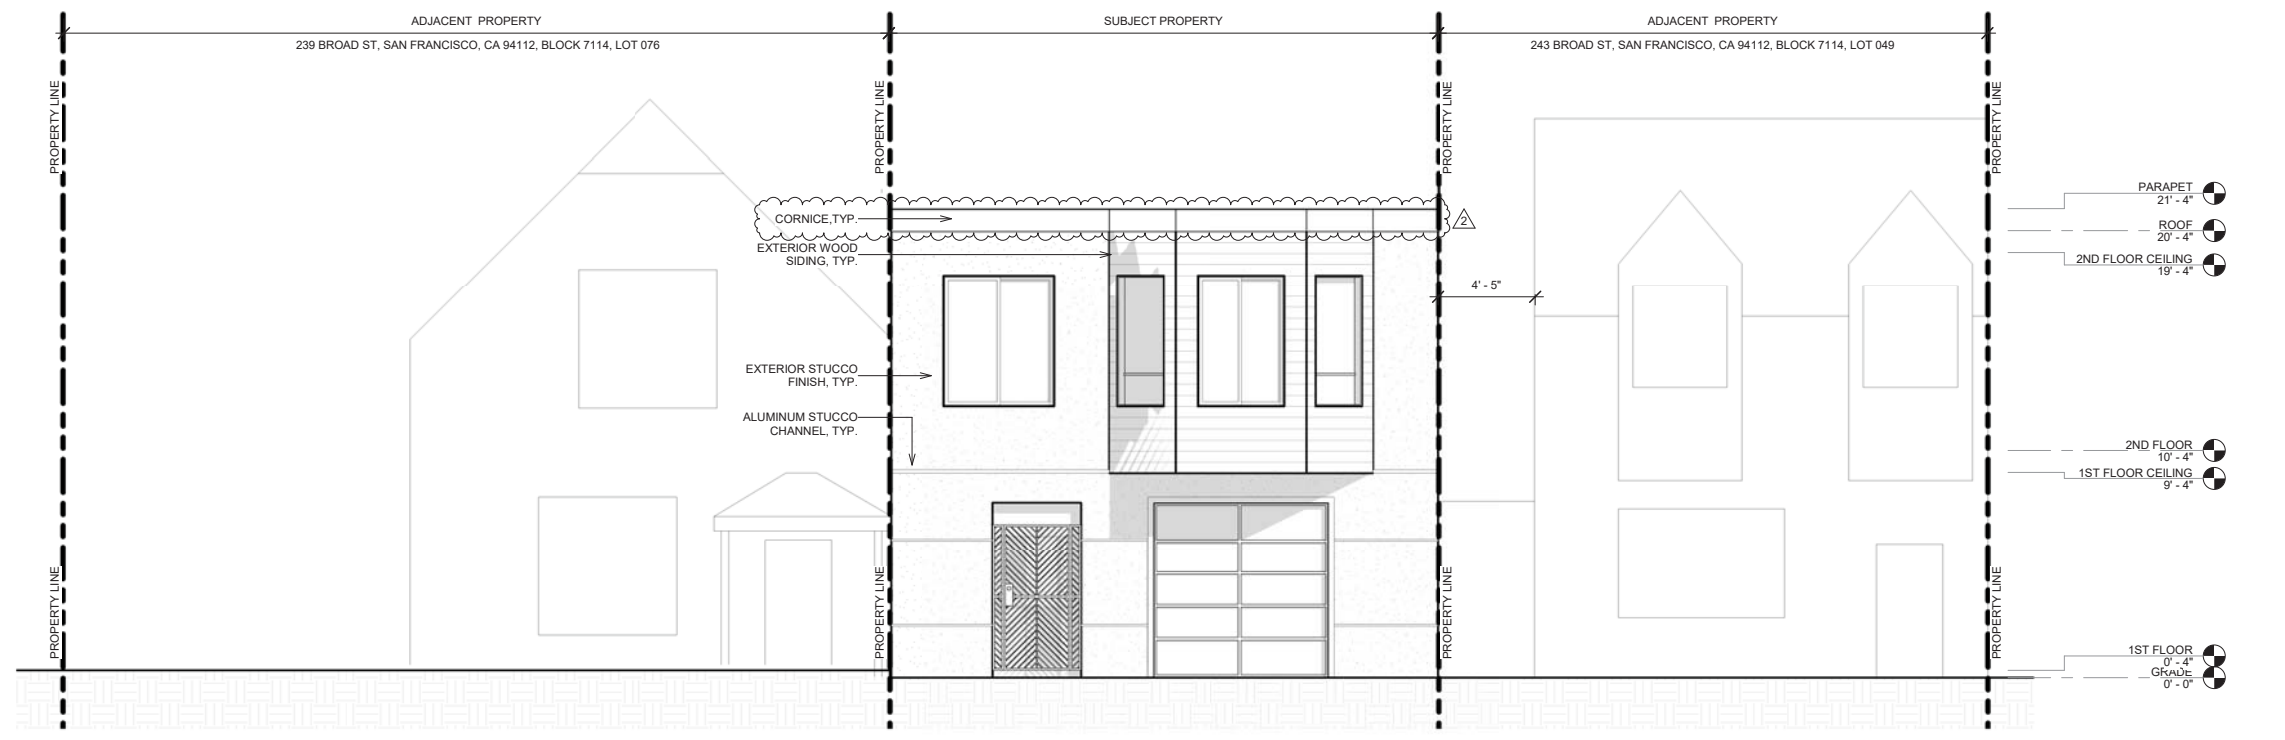 ADJACENT PROPERTY
239 BROAD ST, SAN FRANCISCO, CA 94112, BLOCK 7114, LOT 076
SUBJECT PROPERTY
ADJACENT PROPERTY
243 BROAD ST, SAN FRANCISCO, CA 94112, BLOCK 7114, LOT 049
PROPERTY LINE
PROPERTY LINE
PROPERTY LINE
PROPERTY LINE
CORNICE,TYP.
2
EXTERIOR WOOD
SIDING, TYP.
4' - 5"
EXTERIOR STUCCO
FINISH, TYP.
ALUMINUM STUCCO
CHANNEL, TYP.
PROPERTY LINE
PROPERTY LINE
PROPERTY LINE
PROPERTY LINE
PARAPET
21' - 4"
ROOF
20' - 4"
2ND FLOOR CEILING
19' - 4"
2ND FLOOR
10' - 4"
1ST FLOOR CEILING
9' - 4"
1ST FLOOR
0' - 4"
GRADE
0' - 0"